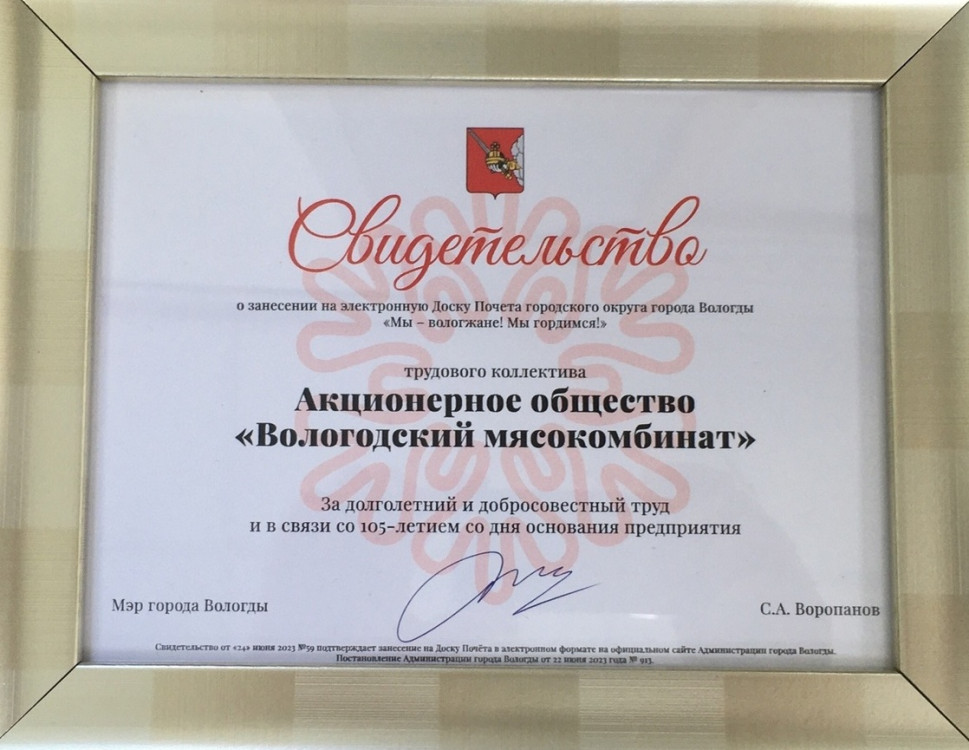 Свидетельство
о занесении на электронную Доску Почета городского округа города Вологды
«Мы – вологжане! Мы гордимся!»
трудового коллектива
Акционерное общество
«Вологодский мясокомбинат»
За долголетний и добросовестный труд
и в связи со 105-летием со дня основания предприятия
Мэр города Вологды
С.А. Воропанов
Свидетельство от «24» июня 2023 №59 подтверждает занесение на Доску Почёта в электронном формате на официальном сайте Администрации города Вологды.
Постановление Администрации города Вологды от 22 июня 2023 года № 913.